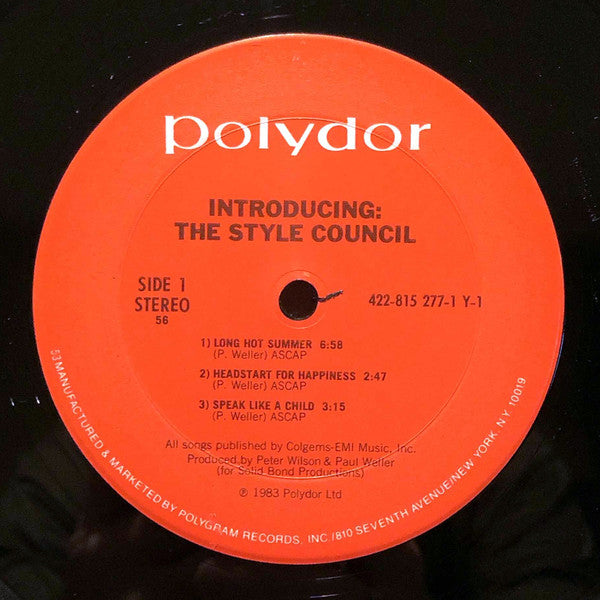 polydor
INTRODUCING:
THE STYLE COUNCIL
SIDE 1
STEREO
56
422-815 277-1 Y-1
1) LONG HOT SUMMER 6:58
(P. Weller) ASCAP
2) HEADSTART FOR HAPPINESS 2:47
(P. Weller) ASCAP
3) SPEAK LIKE A CHILD 3:15
(P. Weller) ASCAP
All songs published by Colgems-EMI Music, Inc.
Produced by Peter Wilson & Paul Weller
(for Solid Bond Productions)
℗ 1983 Polydor Ltd
53 MANUFACTURED & MARKETED BY POLYGRAM RECORDS, INC./810 SEVENTH AVENUE/NEW YORK, N.Y. 10019